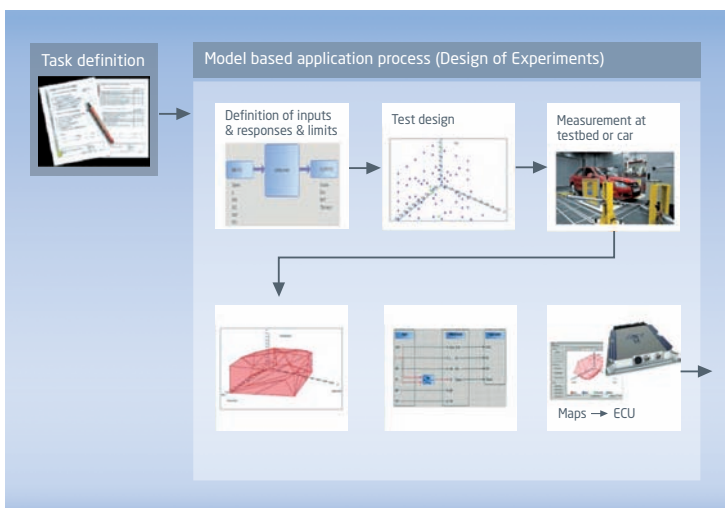 Task definition
Model based application process (Design of Experiments)
Definition of inputs
& responses & limits
Test design
Measurement at
testbed or car
Maps → ECU